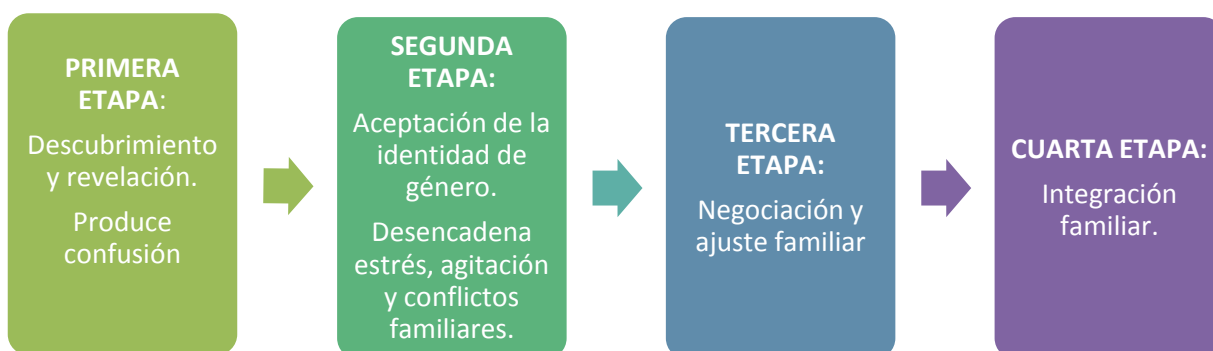 PRIMERA
ETAPA:
Descubrimiento
y revelación.
Produce
confusión
SEGUNDA
ETAPA:
Aceptación de la
identidad de
género.
Desencadena
estrés, agitación
y conflictos
familiares.
TERCERA
ETAPA:
Negociación y
ajuste familiar
CUARTA ETAPA:
Integración
familiar.